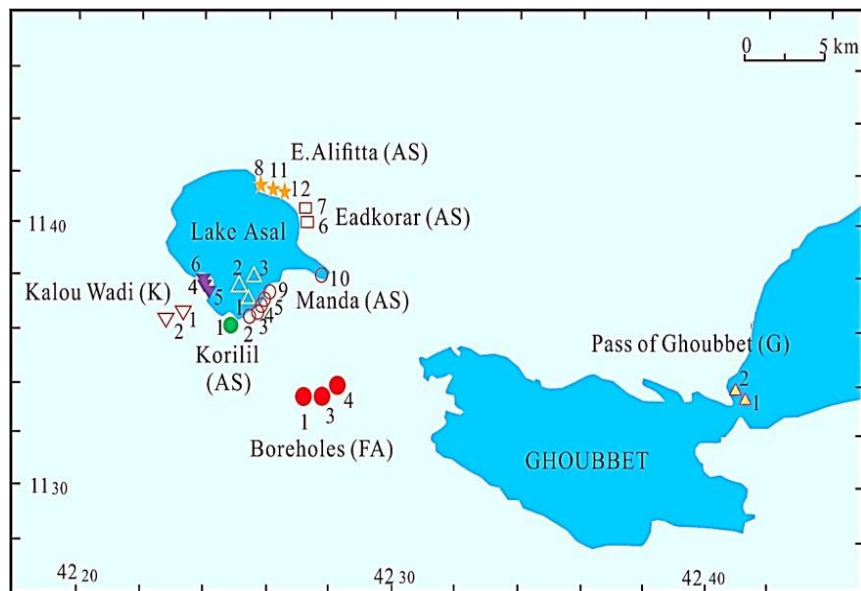 0 5 km
E.Alifitta (AS)
8 11
12
7
Eadkorar (AS)
6
11 40
Lake Asal
6 2 3 10
4 5 9
Kalou Wadi (K)
Manda (AS)
1 1 5
2 1 4
3
2
Korilil
(AS)
Pass of Ghoubbet (G)
2
1
4
1 3
Boreholes (FA)
GHOUBBET
11 30
42 20 42 30 42 40